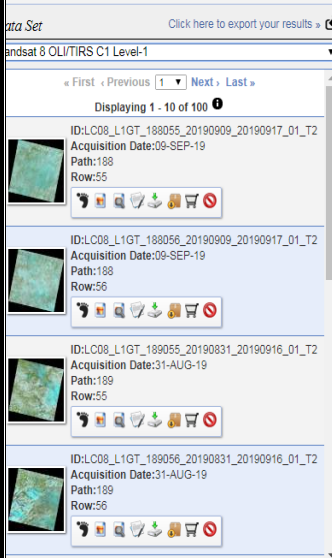 ata Set
Click here to export your results »
andsat 8 OLI/TIRS C1 Level-1
« First ‹ Previous 1 Next › Last »
Displaying 1 - 10 of 100
ID:LC08_L1GT_188055_20190909_20190917_01_T2
Acquisition Date:09-SEP-19
Path:188
Row:55
ID:LC08_L1GT_188056_20190909_20190917_01_T2
Acquisition Date:09-SEP-19
Path:188
Row:56
ID:LC08_L1GT_189055_20190831_20190916_01_T2
Acquisition Date:31-AUG-19
Path:189
Row:55
ID:LC08_L1GT_189056_20190831_20190916_01_T2
Acquisition Date:31-AUG-19
Path:189
Row:56